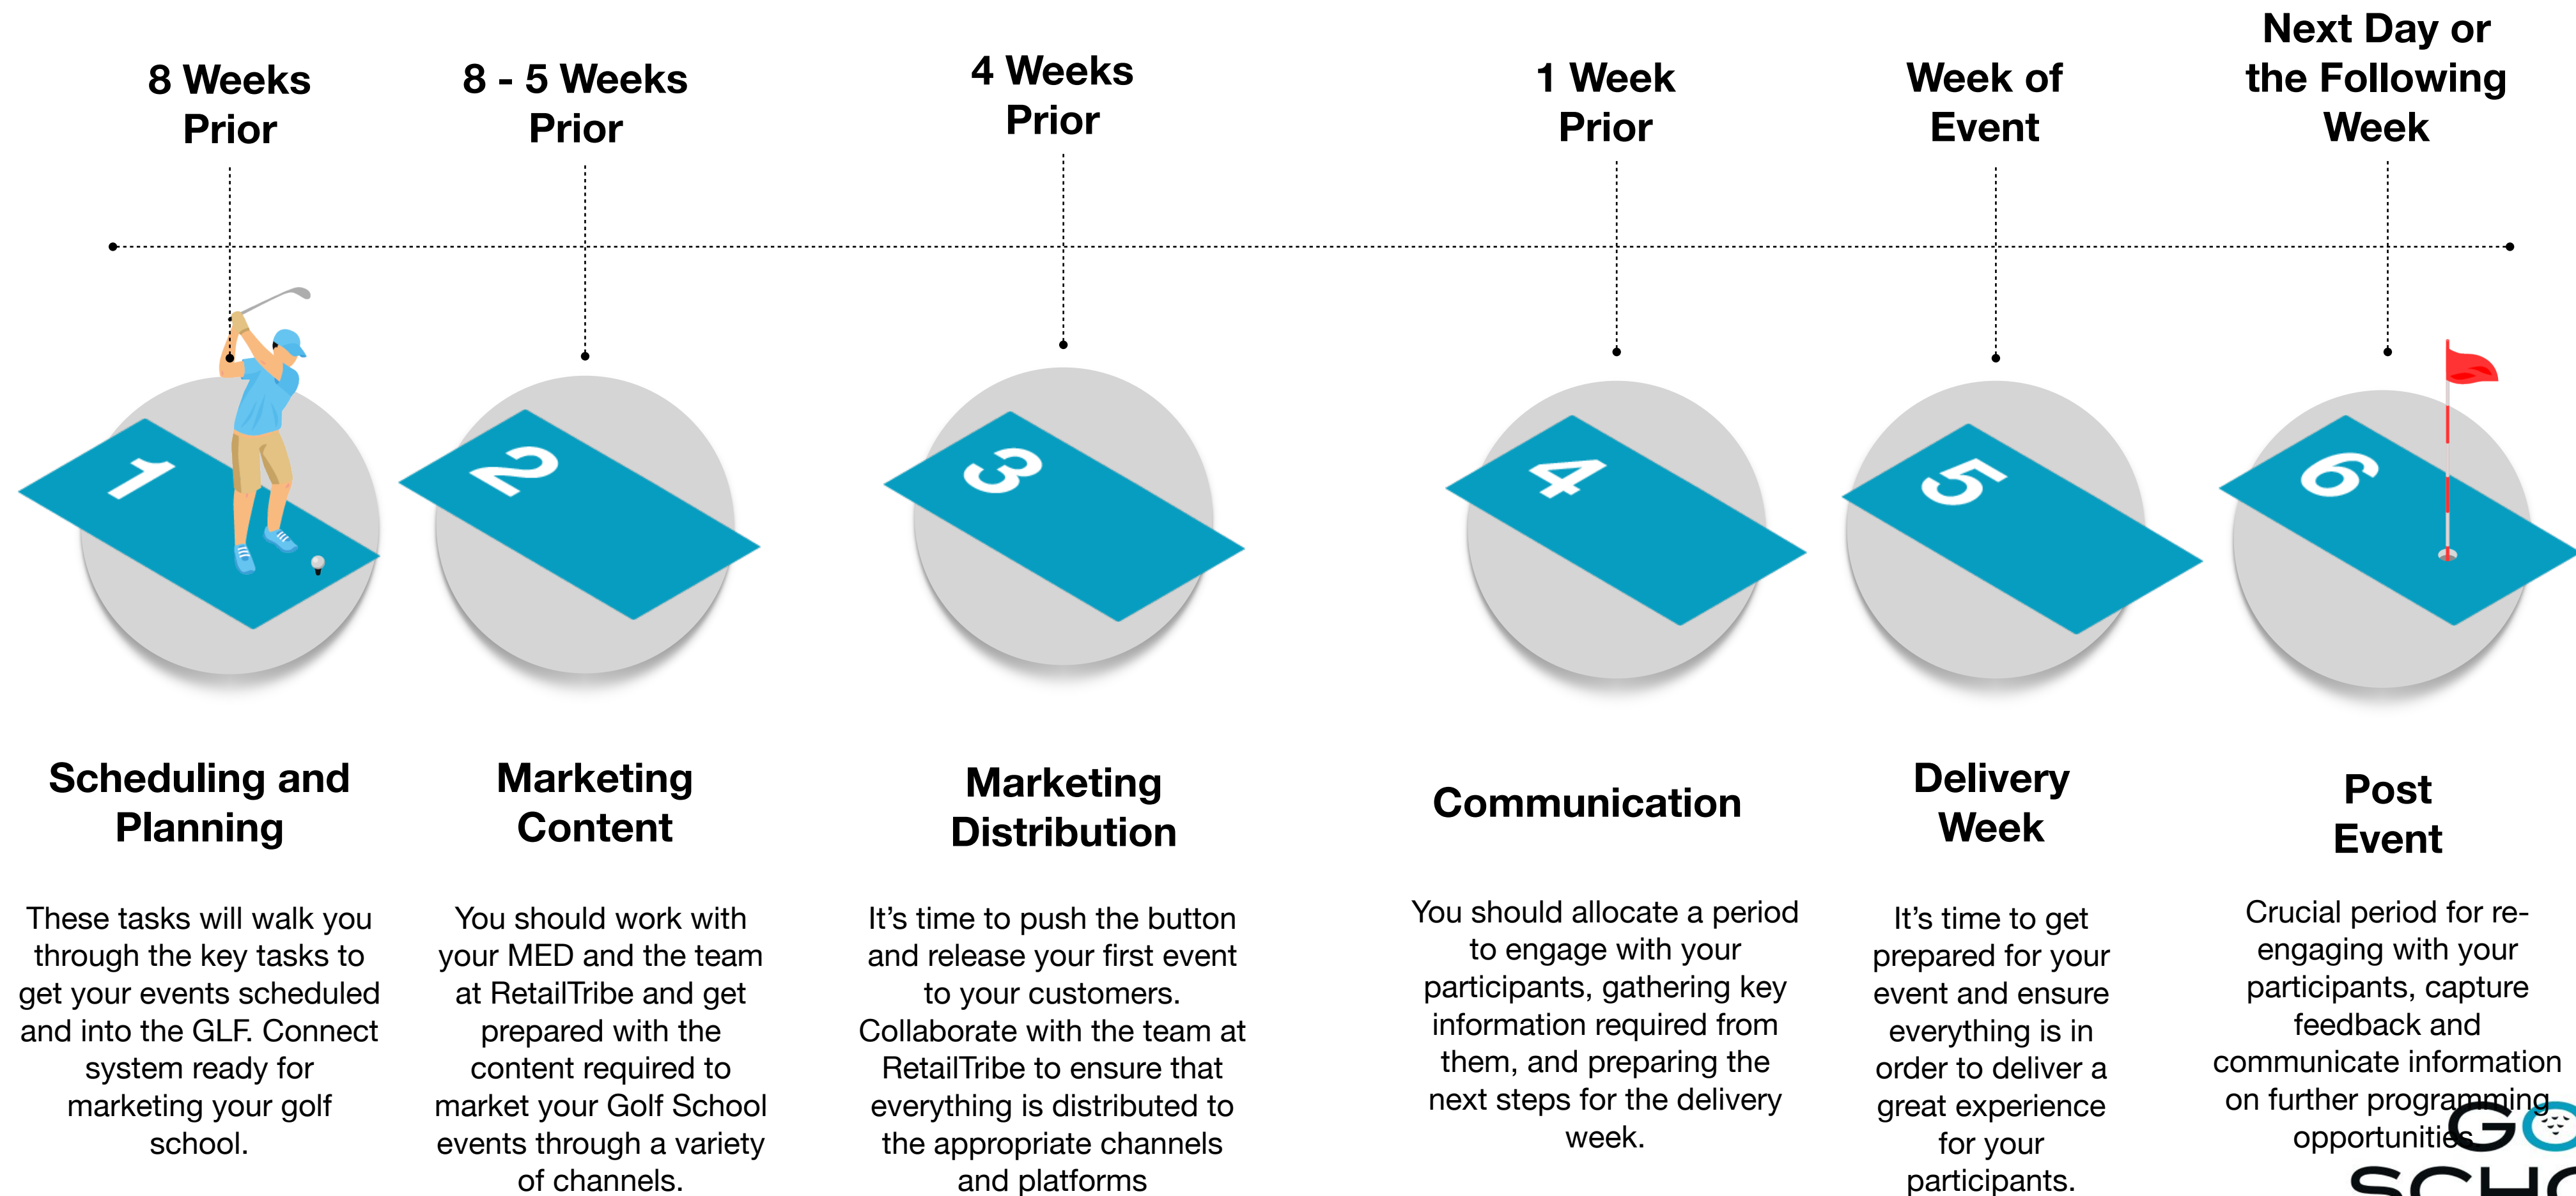 8 Weeks
Prior
8 - 5 Weeks
Prior
4 Weeks
Prior
1 Week
Prior
Week of
Event
Next Day or
the Following
Week
1
2
3
4
5
6
Scheduling and
Planning
These tasks will walk you
through the key tasks to
get your events scheduled
and into the GLF. Connect
system ready for
marketing your golf
school.
Marketing
Content
You should work with
your MED and the team
at RetailTribe and get
prepared with the
content required to
market your Golf School
events through a variety
of channels.
Marketing
Distribution
It’s time to push the button
and release your first event
to your customers.
Collaborate with the team at
RetailTribe to ensure that
everything is distributed to
the appropriate channels
and platforms
Communication
You should allocate a period
to engage with your
participants, gathering key
information required from
them, and preparing the
next steps for the delivery
week.
Delivery
Week
It’s time to get
prepared for your
event and ensure
everything is in
order to deliver a
great experience
for your
participants.
Post
Event
Crucial period for re-
engaging with your
participants, capture
feedback and
communicate information
on further programming
opportunities
GO
SCHO